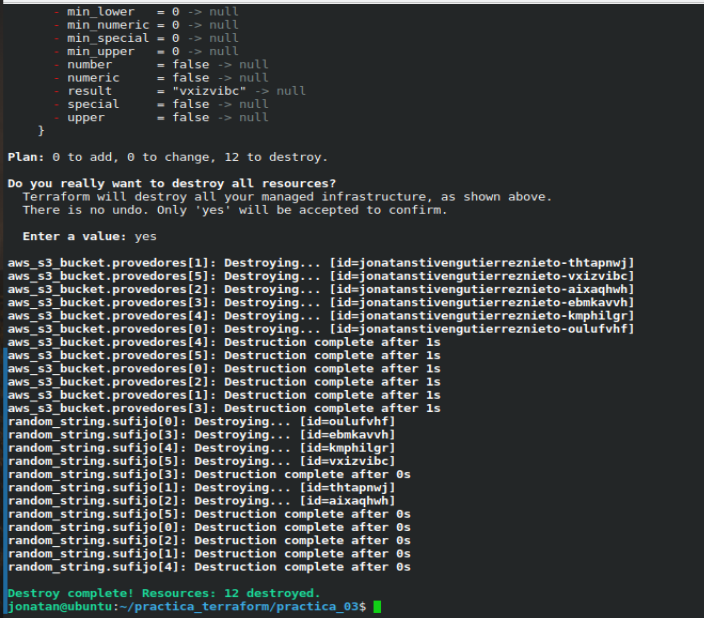 - min_lower   = 0 -> null
- min_numeric = 0 -> null
- min_special = 0 -> null
- min_upper   = 0 -> null
- number      = false -> null
- numeric     = false -> null
- result      = "vxizvibc" -> null
- special     = false -> null
- upper       = false -> null
}
Plan: 0 to add, 0 to change, 12 to destroy.
Do you really want to destroy all resources?
Terraform will destroy all your managed infrastructure, as shown above.
There is no undo. Only 'yes' will be accepted to confirm.
Enter a value: yes
aws_s3_bucket.provedores[1]: Destroying... [id=jonatanstivengutierreznieto-thtapnwj]
aws_s3_bucket.provedores[5]: Destroying... [id=jonatanstivengutierreznieto-vxizvibc]
aws_s3_bucket.provedores[2]: Destroying... [id=jonatanstivengutierreznieto-aixaqhwh]
aws_s3_bucket.provedores[3]: Destroying... [id=jonatanstivengutierreznieto-ebmkavvh]
aws_s3_bucket.provedores[4]: Destroying... [id=jonatanstivengutierreznieto-kmphilgr]
aws_s3_bucket.provedores[0]: Destroying... [id=jonatanstivengutierreznieto-oulufvhf]
aws_s3_bucket.provedores[4]: Destruction complete after 1s
aws_s3_bucket.provedores[5]: Destruction complete after 1s
aws_s3_bucket.provedores[0]: Destruction complete after 1s
aws_s3_bucket.provedores[2]: Destruction complete after 1s
aws_s3_bucket.provedores[1]: Destruction complete after 1s
aws_s3_bucket.provedores[3]: Destruction complete after 1s
random_string.sufijo[0]: Destroying... [id=oulufvhf]
random_string.sufijo[3]: Destroying... [id=ebmkavvh]
random_string.sufijo[4]: Destroying... [id=kmphilgr]
random_string.sufijo[5]: Destroying... [id=vxizvibc]
random_string.sufijo[3]: Destruction complete after 0s
random_string.sufijo[1]: Destroying... [id=thtapnwj]
random_string.sufijo[2]: Destroying... [id=aixaqhwh]
random_string.sufijo[5]: Destruction complete after 0s
random_string.sufijo[0]: Destruction complete after 0s
random_string.sufijo[2]: Destruction complete after 0s
random_string.sufijo[1]: Destruction complete after 0s
random_string.sufijo[4]: Destruction complete after 0s
Destroy complete! Resources: 12 destroyed.
jonatan@ubuntu:~/practica_terraform/practica_03$